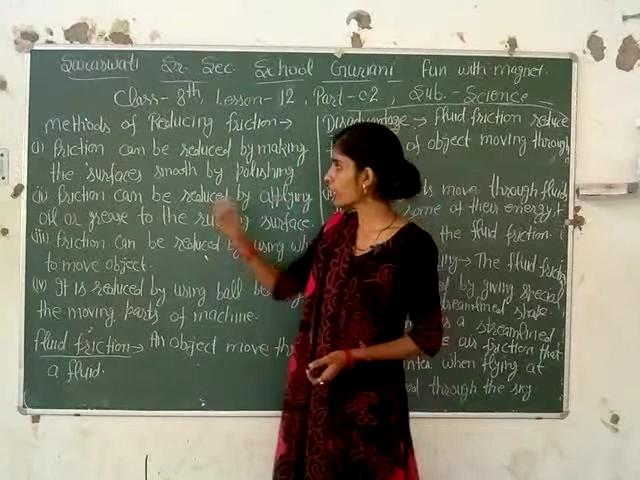 Saraswati Sr. Sec. School Guriani Fun with magnet.
Class- 8th, Lesson- 12, Part-02, Sub.- Science
methods of Reducing friction→
(i) friction can be reduced by making
the surfaces smooth by polishing
(ii) friction can be reduced by applying
oil or grease to the surface.
(iii) friction can be reduced by using
to move object.
(iv) It is reduced by using ball
the moving parts of machine.
fluid friction→ An object move
a fluid.
Disadvantage → fluid friction reduce
of object moving through
move through fluid
some of their energy
the fluid friction
→ The fluid
by giving special
streamlined shape.
a streamlined
air friction that
when flying at
through the sky